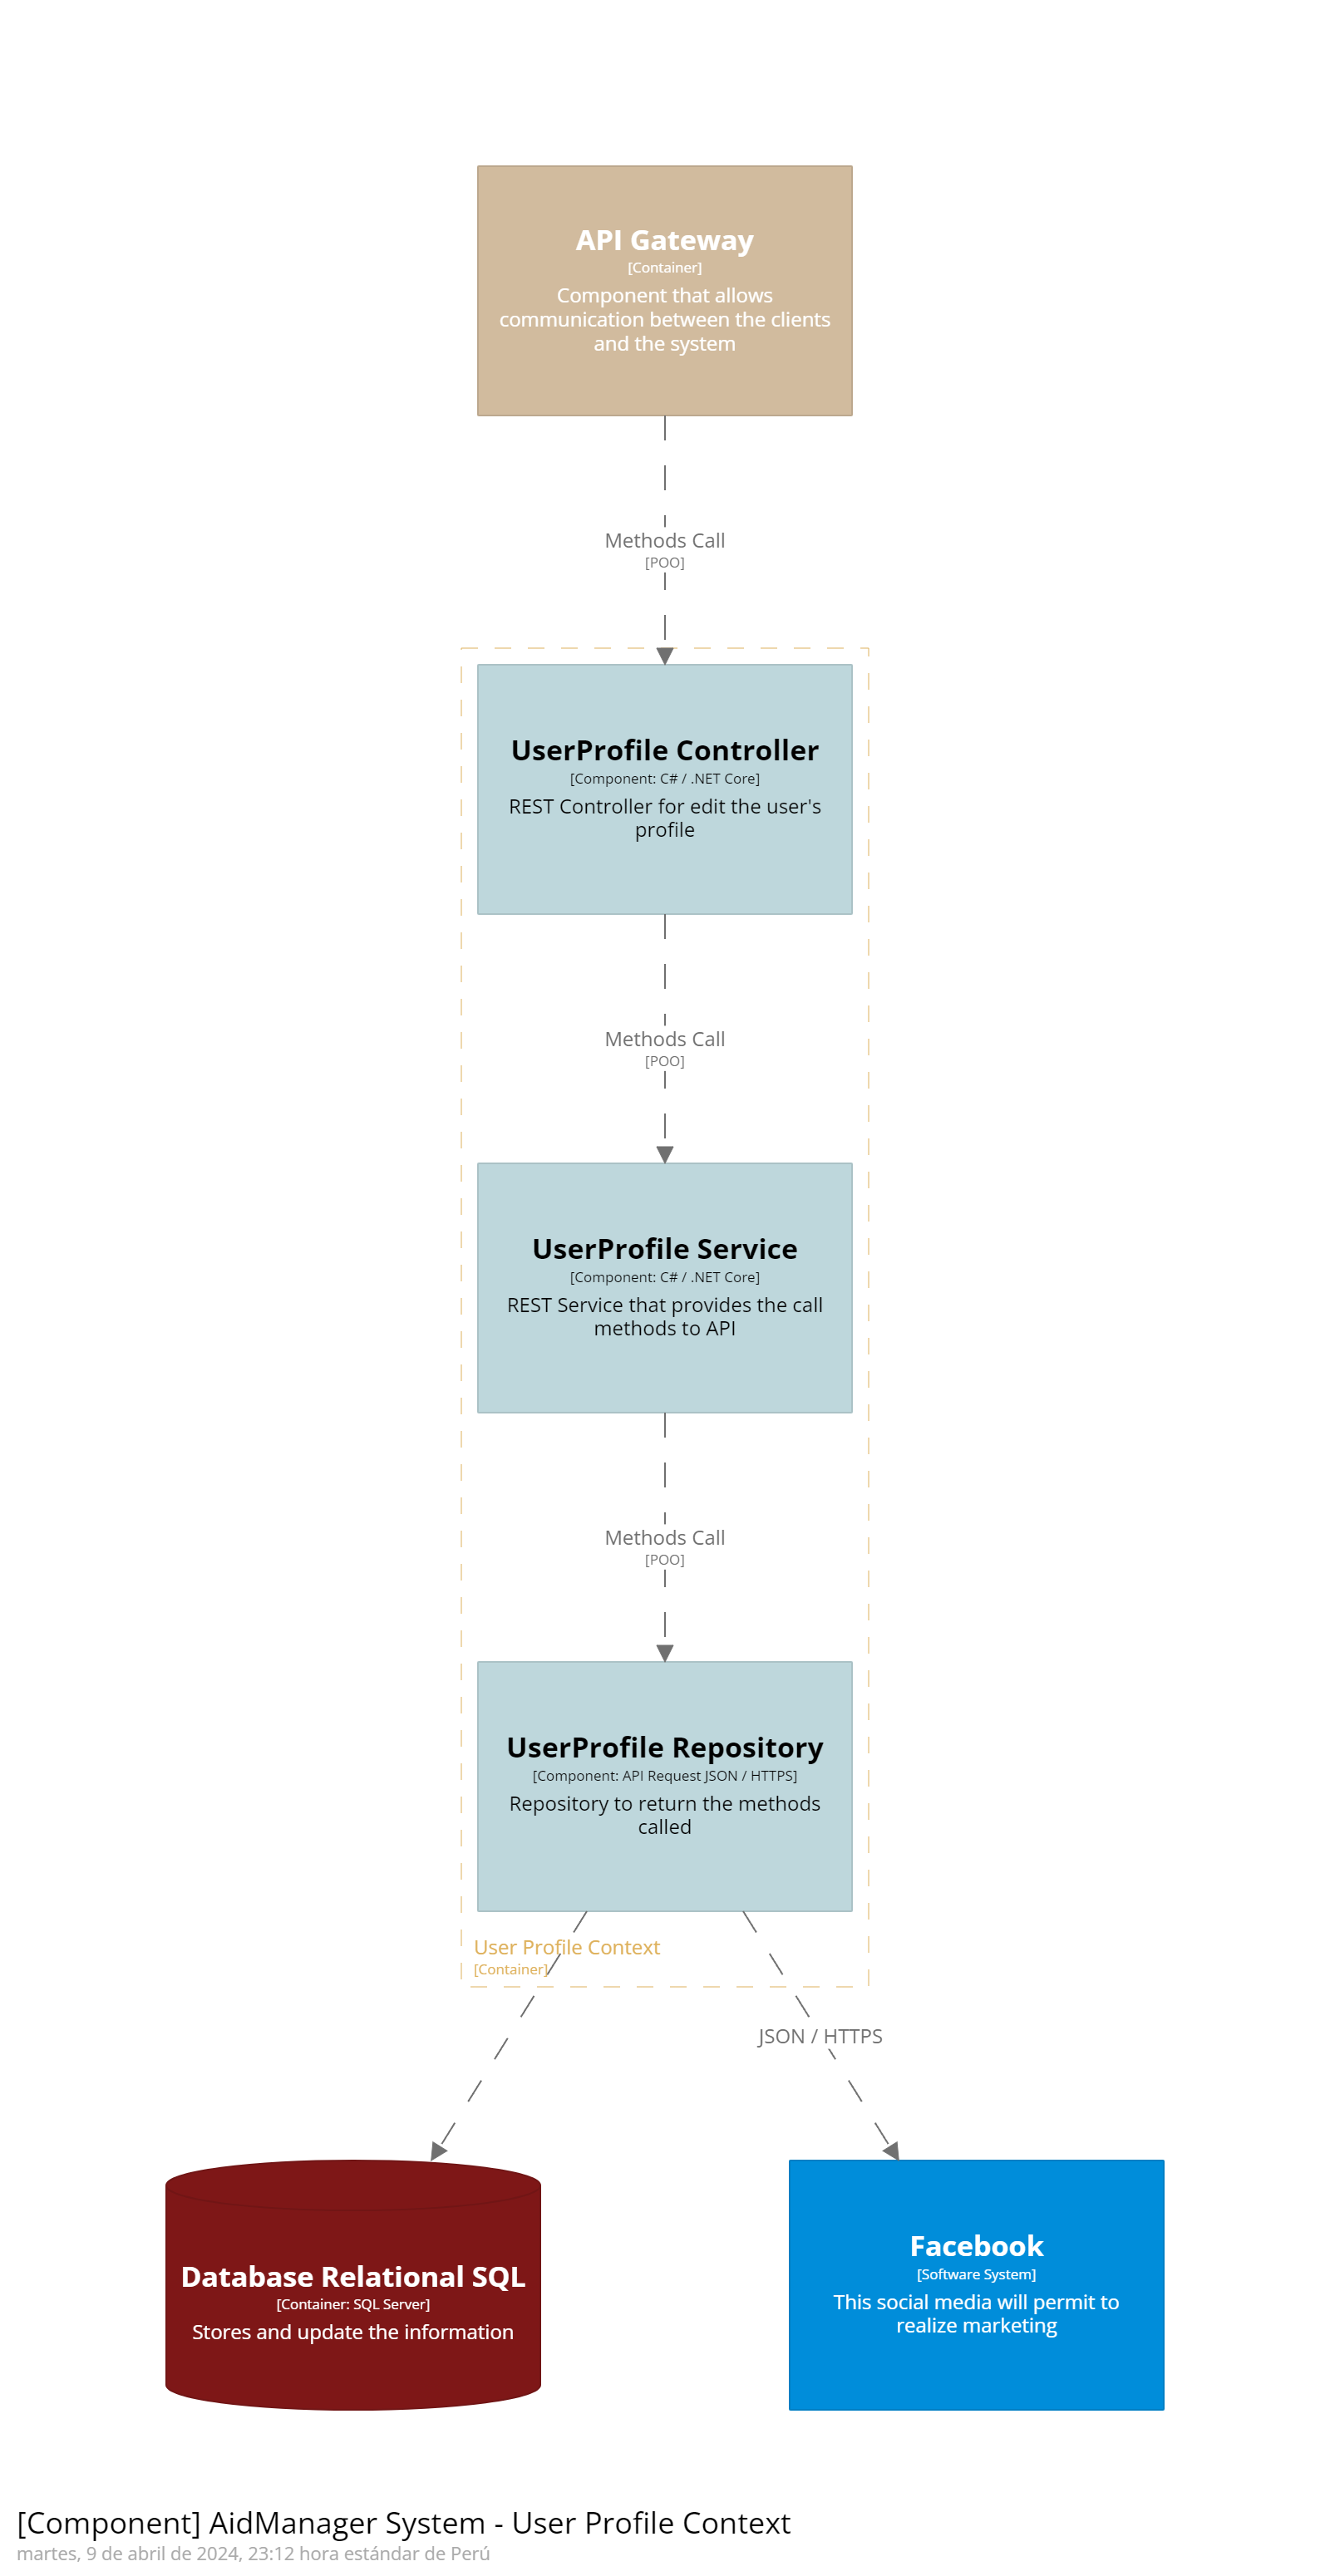 API Gateway
[Container]
Component that allows
communication between the clients
and the system
Methods Call
[POO]
UserProfile Controller
[Component: C# / .NET Core]
REST Controller for edit the user's
profile
Methods Call
[POO]
UserProfile Service
[Component: C# / .NET Core]
REST Service that provides the call
methods to API
Methods Call
[POO]
UserProfile Repository
[Component: API Request JSON / HTTPS]
Repository to return the methods
called
User Profile Context
[Container]
JSON / HTTPS
Database Relational SQL
[Container: SQL Server]
Stores and update the information
Facebook
[Software System]
This social media will permit to
realize marketing
[Component] AidManager System - User Profile Context
martes, 9 de abril de 2024, 23:12 hora estándar de Perú